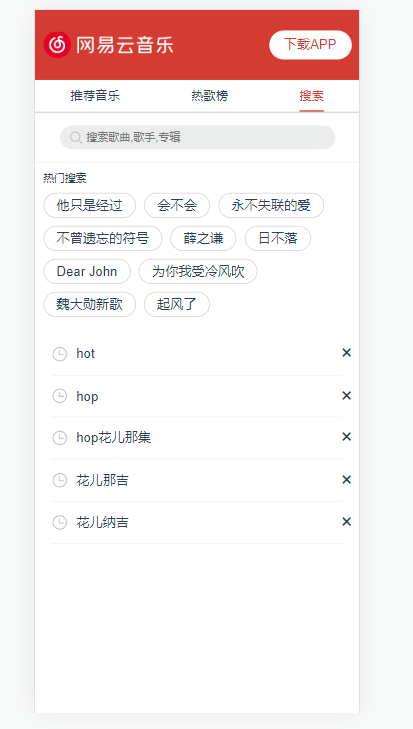 网易云音乐 下载APP
推荐音乐 热歌榜 搜索
搜索歌曲,歌手,专辑
热门搜索
他只是经过 会不会 永不失联的爱
不曾遗忘的符号 薛之谦 日不落
Dear John 为你我受冷风吹
魏大勋新歌 起风了
hot ×
hop ×
hop花儿那集 ×
花儿那吉 ×
花儿纳吉 ×